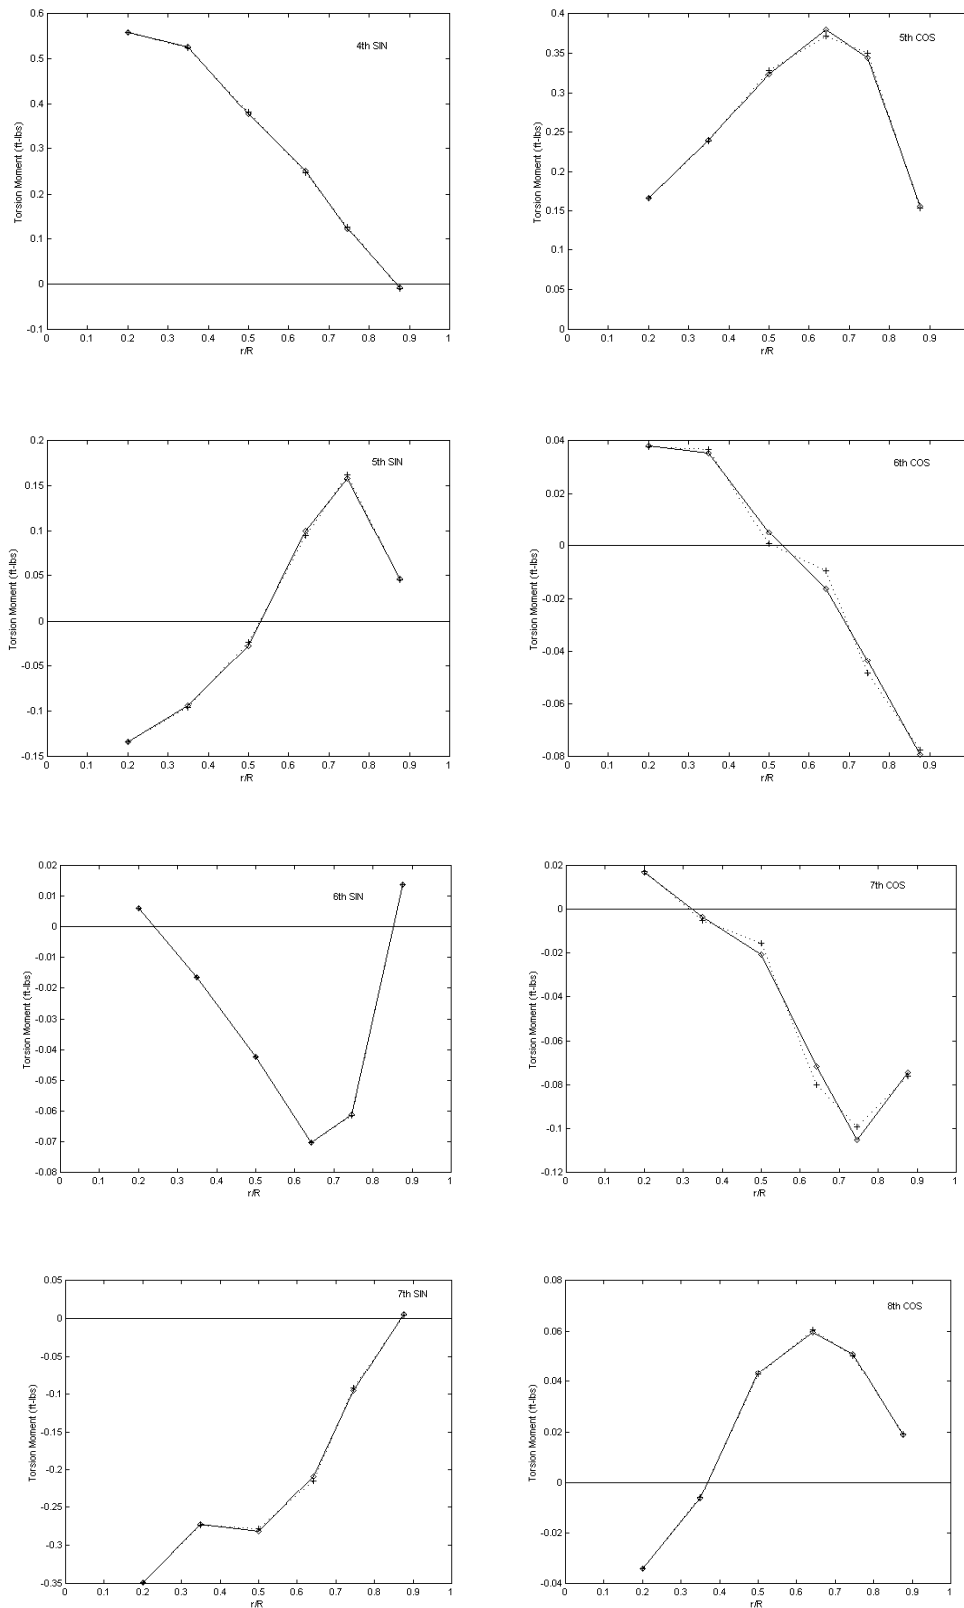 0.6
0.5
0.4
0.3
0.2
0.1
0
-0.1
Torsion Moment (ft-lbs)
4th SIN
0 0.1 0.2 0.3 0.4 0.5 0.6 0.7 0.8 0.9 1
r/R
0.4
0.35
0.3
0.25
0.2
0.15
0.1
0.05
0
Torsion Moment (ft-lbs)
5th COS
0 0.1 0.2 0.3 0.4 0.5 0.6 0.7 0.8 0.9
r/R
0.2
0.15
0.1
0.05
0
-0.05
-0.1
-0.15
Torsion Moment (ft-lbs)
5th SIN
0 0.1 0.2 0.3 0.4 0.5 0.6 0.7 0.8 0.9 1
r/R
0.04
0.02
0
-0.02
-0.04
-0.06
-0.08
Torsion Moment (ft-lbs)
6th COS
0 0.1 0.2 0.3 0.4 0.5 0.6 0.7 0.8 0.9
r/R
0.02
0.01
0
-0.01
-0.02
-0.03
-0.04
-0.05
-0.06
-0.07
-0.08
Torsion Moment (ft-lbs)
6th SIN
0 0.1 0.2 0.3 0.4 0.5 0.6 0.7 0.8 0.9 1
r/R
0.02
0
-0.02
-0.04
-0.06
-0.08
-0.1
-0.12
Torsion Moment (ft-lbs)
7th COS
0 0.1 0.2 0.3 0.4 0.5 0.6 0.7 0.8 0.9 1
r/R
0.05
0
-0.05
-0.1
-0.15
-0.2
-0.25
-0.3
-0.35
Torsion Moment (ft-lbs)
7th SIN
0 0.1 0.2 0.3 0.4 0.5 0.6 0.7 0.8 0.9 1
r/R
0.08
0.06
0.04
0.02
0
-0.02
-0.04
Torsion Moment (ft-lbs)
8th COS
0 0.1 0.2 0.3 0.4 0.5 0.6 0.7 0.8 0.9 1
r/R